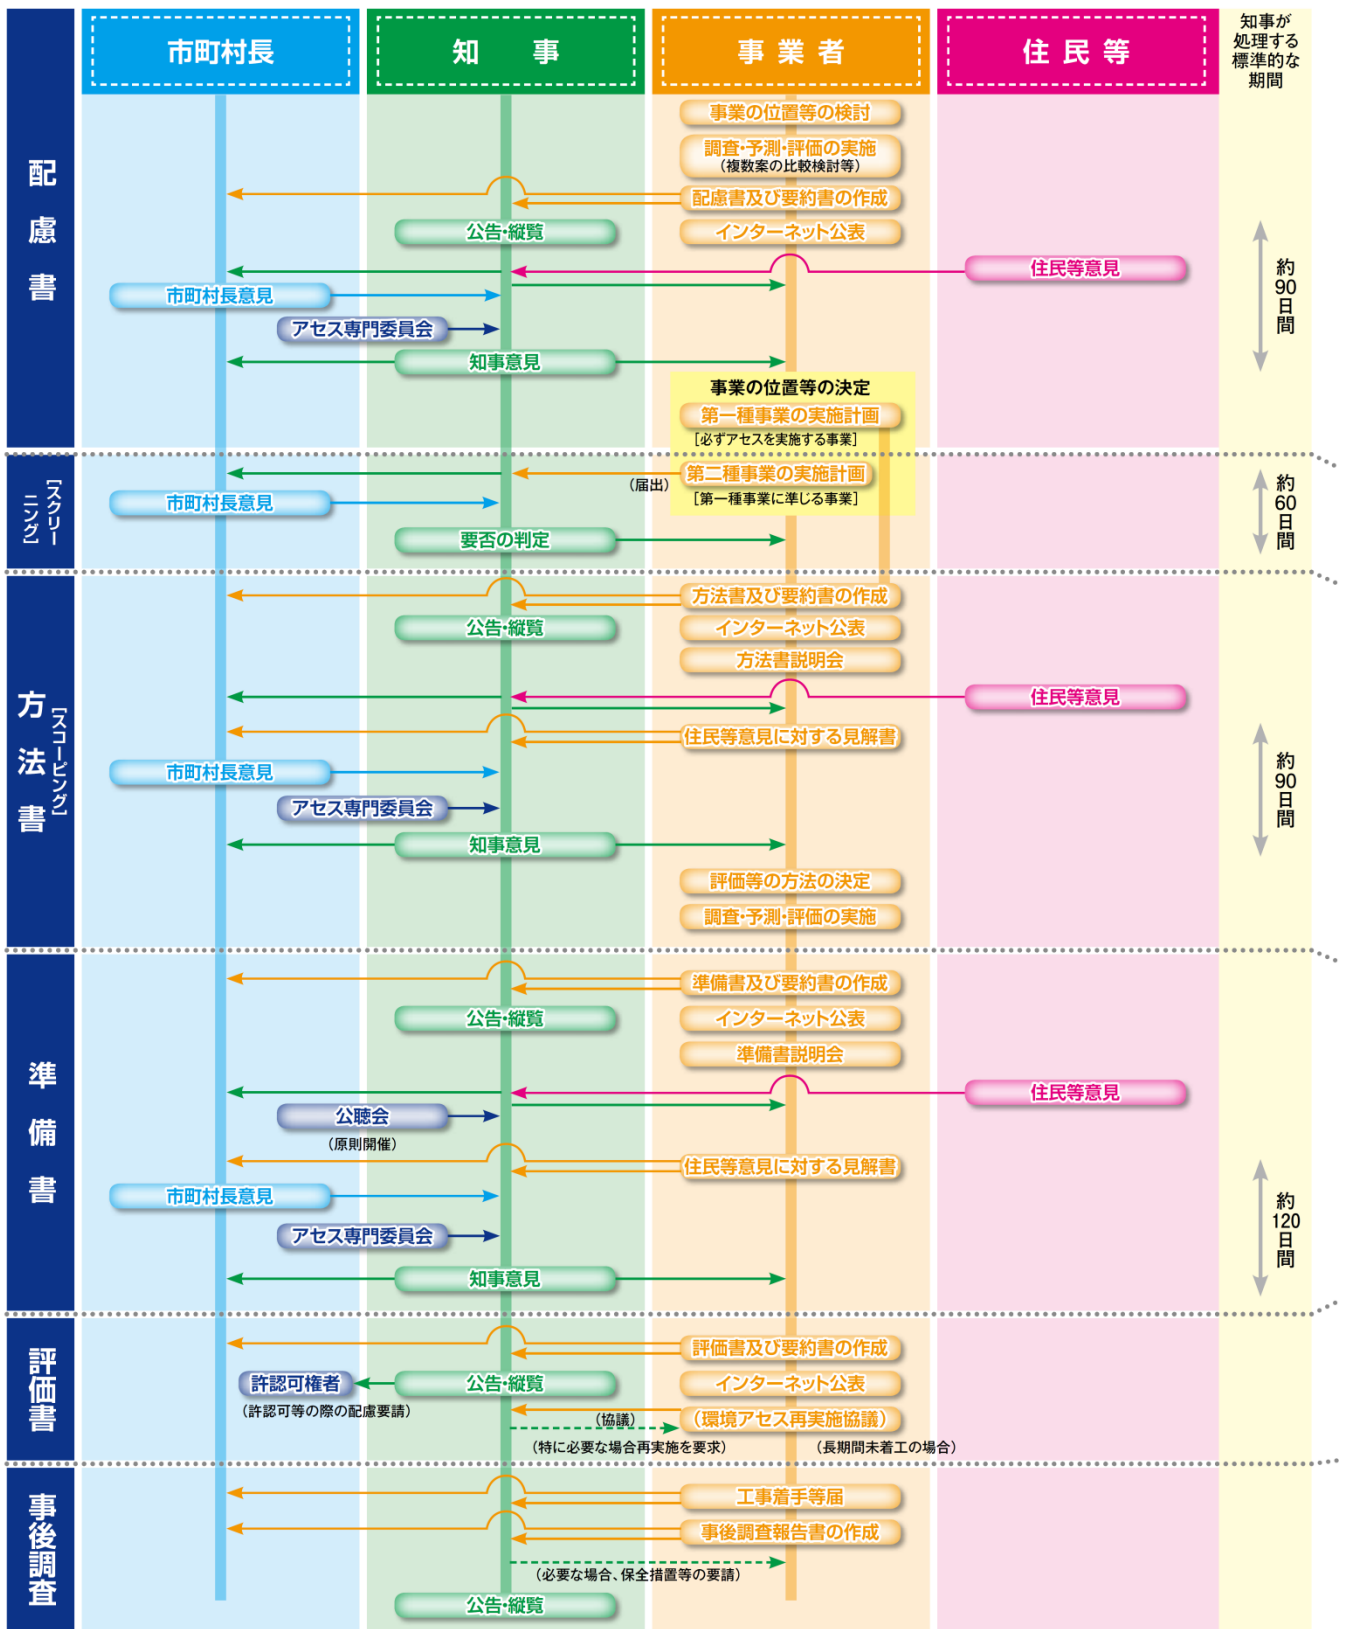 市町村長
知事
事業者
住民等
知事が
処理する
標準的な
期間
配慮書
事業の位置等の検討
調査・予測・評価の実施
（複数案の比較検討等）
配慮書及び要約書の作成
公告・縦覧
インターネット公表
住民等意見
市町村長意見
アセス専門委員会
知事意見
約90日間
事業の位置等の決定
第一種事業の実施計画
［必ずアセスを実施する事業］
［スクリーニング］
第二種事業の実施計画
（届出）
［第一種事業に準じる事業］
市町村長意見
要否の判定
約60日間
方法書
［スコーピング］
方法書及び要約書の作成
公告・縦覧
インターネット公表
方法書説明会
住民等意見
住民等意見に対する見解書
市町村長意見
アセス専門委員会
知事意見
約90日間
評価等の方法の決定
調査・予測・評価の実施
準備書
準備書及び要約書の作成
公告・縦覧
インターネット公表
準備書説明会
住民等意見
公聴会
（原則開催）
住民等意見に対する見解書
市町村長意見
アセス専門委員会
知事意見
約120日間
評価書
評価書及び要約書の作成
許認可権者
公告・縦覧
インターネット公表
（許認可等の際の配慮要請）
（協議）
（環境アセス再実施協議）
（特に必要な場合再実施を要求）
（長期間未着工の場合）
事後調査
工事着手等届
事後調査報告書の作成
（必要な場合、保全措置等の要請）
公告・縦覧